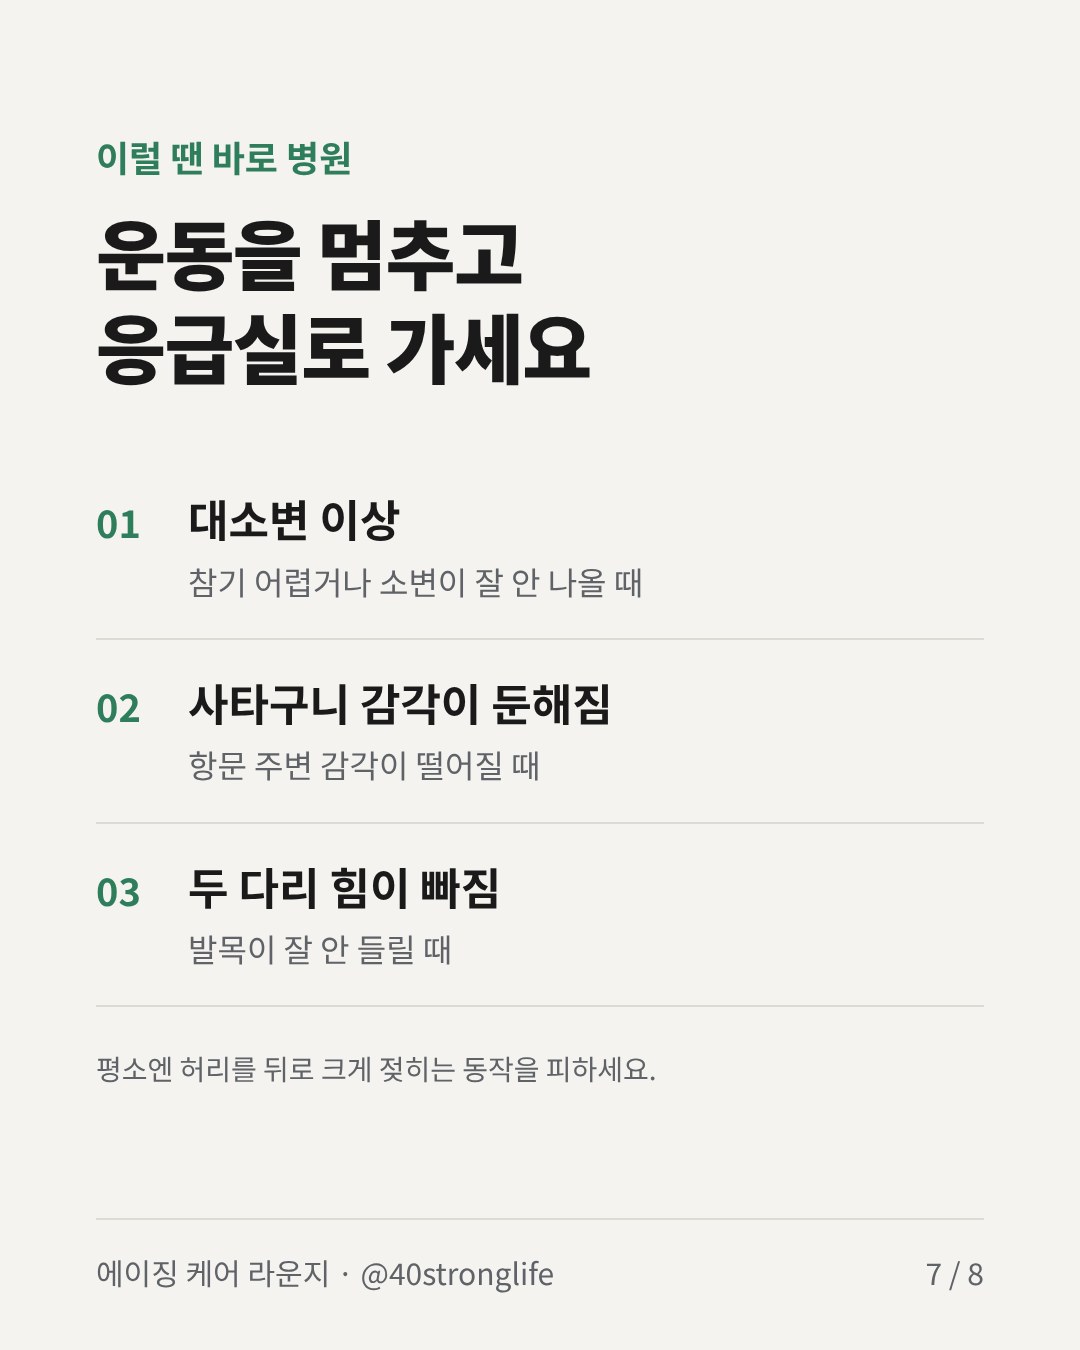 이럴 땐 바로 병원
운동을 멈추고
응급실로 가세요
01 대소변 이상
참기 어렵거나 소변이 잘 안 나올 때
02 사타구니 감각이 둔해짐
항문 주변 감각이 떨어질 때
03 두 다리 힘이 빠짐
발목이 잘 안 들릴 때
평소엔 허리를 뒤로 크게 젖히는 동작을 피하세요.
에이징 케어 라운지 · @40stronglife 7 / 8